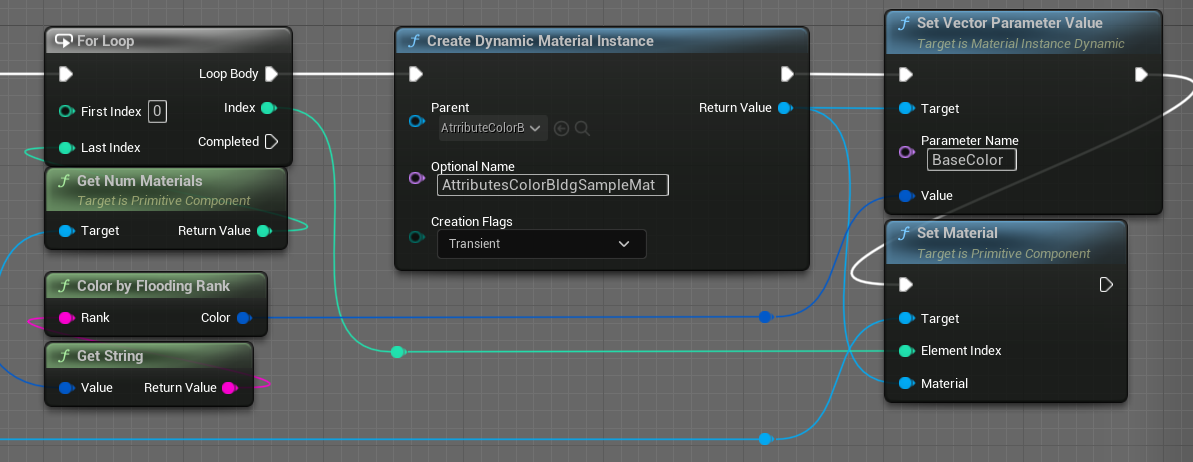 For Loop
Loop Body
First Index 0
Index
Last Index
Completed
Get Num Materials
Target is Primitive Component
Target
Return Value
Color by Flooding Rank
Rank
Color
Get String
Value
Return Value
Create Dynamic Material Instance
Parent
AtrributeColorB
Return Value
Optional Name
AttributesColorBldgSampleMat
Creation Flags
Transient
Set Vector Parameter Value
Target is Material Instance Dynamic
Target
Parameter Name
BaseColor
Value
Set Material
Target is Primitive Component
Target
Element Index
Material